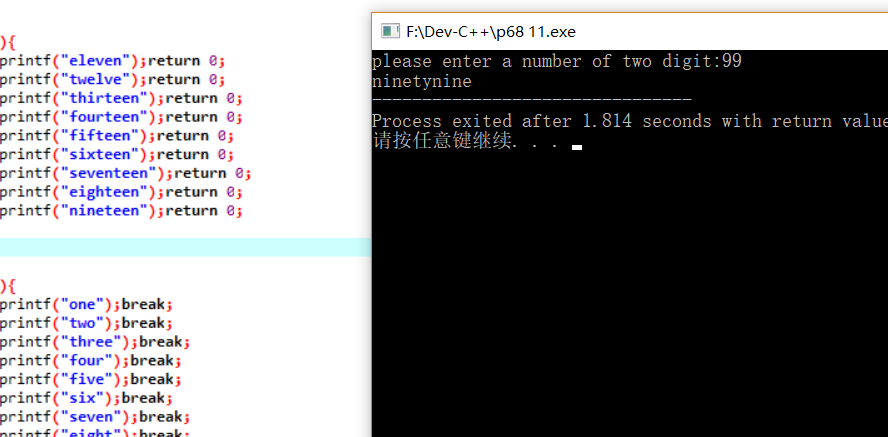 ){
printf("eleven");return 0;
printf("twelve");return 0;
printf("thirteen");return 0;
printf("fourteen");return 0;
printf("fifteen");return 0;
printf("sixteen");return 0;
printf("seventeen");return 0;
printf("eighteen");return 0;
printf("nineteen");return 0;
){
printf("one");break;
printf("two");break;
printf("three");break;
printf("four");break;
printf("five");break;
printf("six");break;
printf("seven");break;
printf("eight");break;
F:\Dev-C++\p68 11.exe
please enter a number of two digit:99
ninetynine
--------------------------------
Process exited after 1.814 seconds with return value
请按任意键继续. . .